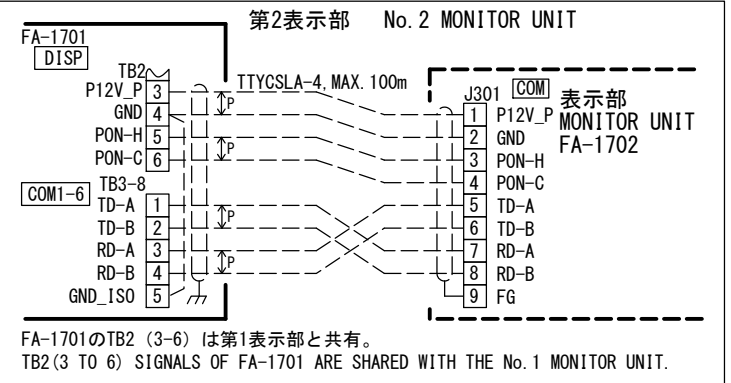 第2表示部 No.2 MONITOR UNIT
FA-1701
DISP
TB2
P12V_P 3
GND 4
PON-H 5
PON-C 6
TTYCSLA-4, MAX. 100m
P
P
COM1-6
TB3-8
TD-A 1
TD-B 2
RD-A 3
RD-B 4
GND_ISO 5
P
P
J301 COM
1 P12V_P
2 GND
3 PON-H
4 PON-C
5 TD-A
6 TD-B
7 RD-A
8 RD-B
9 FG
表示部
MONITOR UNIT
FA-1702
FA-1701のTB2 (3-6) は第1表示部と共有。
TB2(3 TO 6) SIGNALS OF FA-1701 ARE SHARED WITH THE No.1 MONITOR UNIT.